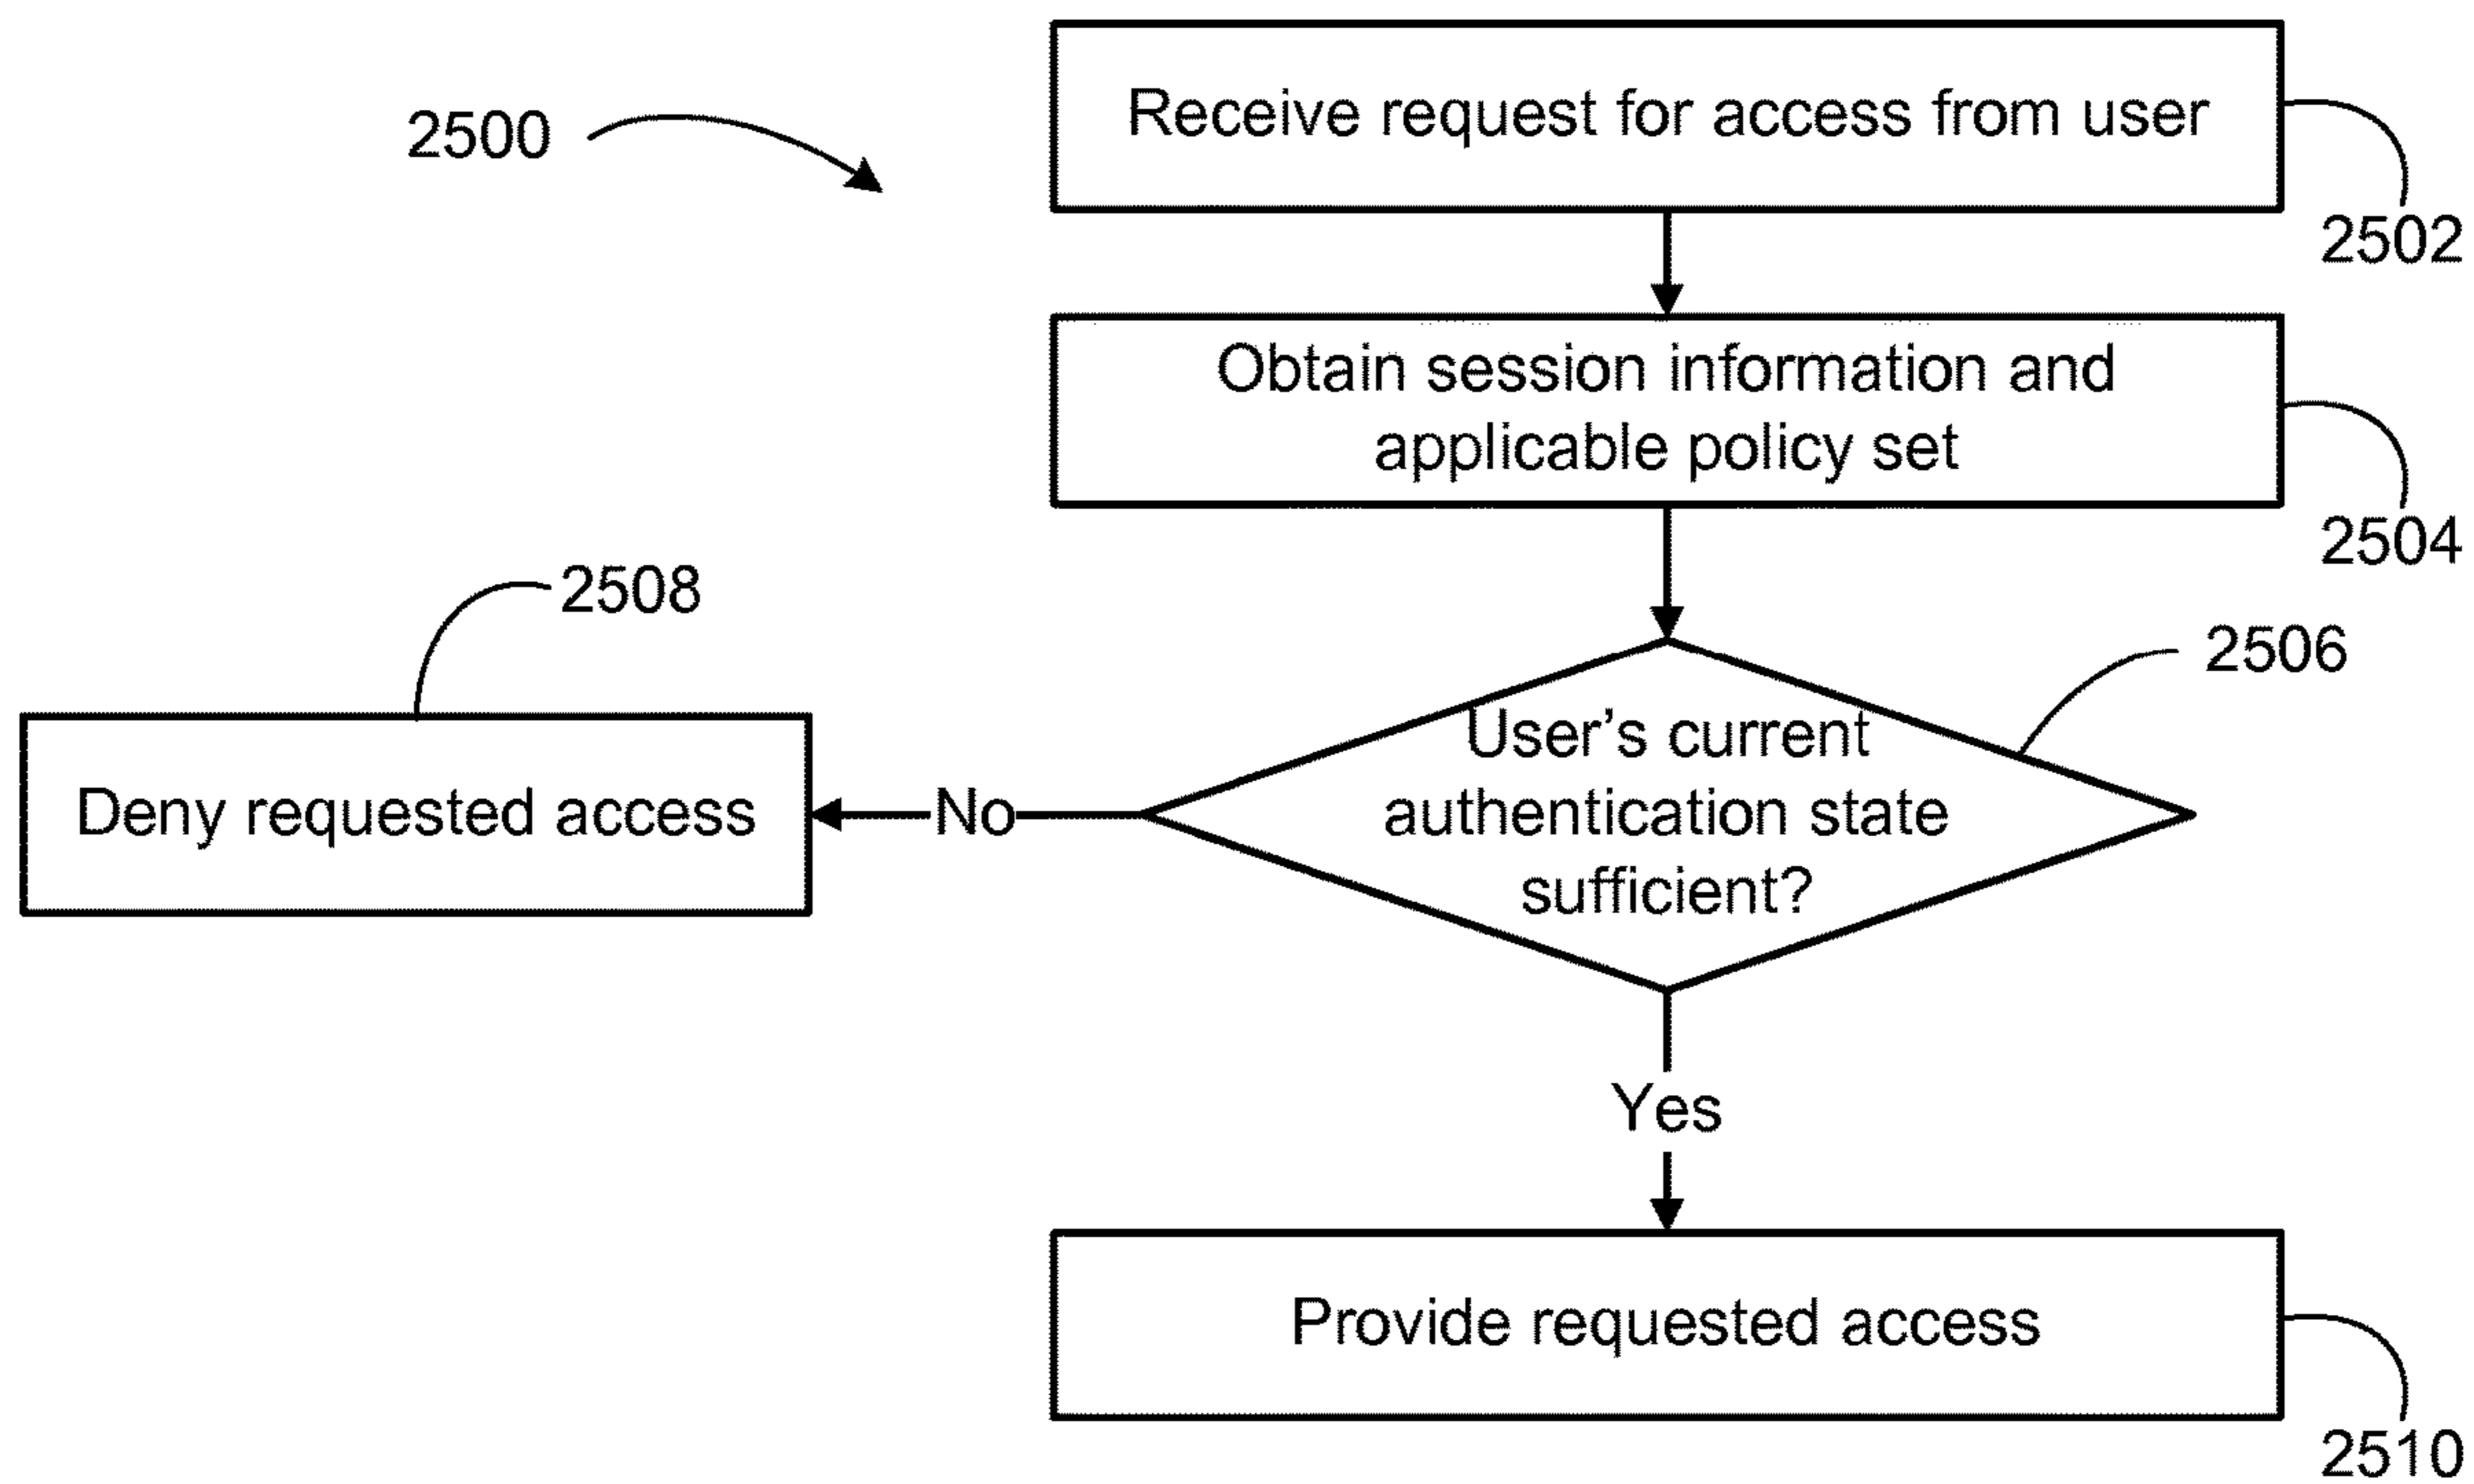 2500
Receive request for access from user
2502
Obtain session information and
applicable policy set
2504
2508
2506
User’s current
authentication state
sufficient?
No
Deny requested access
Yes
Provide requested access
2510